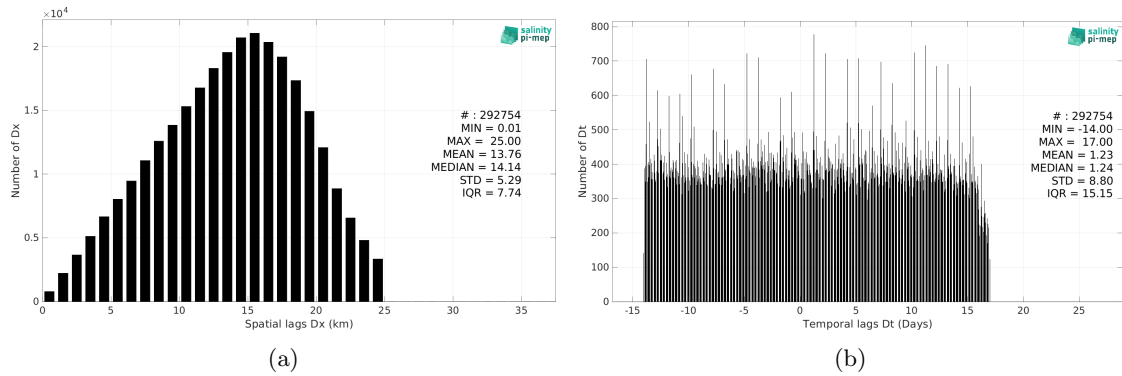 ×10⁴
2
1.5
1
0.5
0
Number of Dx
0 5 10 15 20 25 30 35
Spatial lags Dx (km)
salinity
pi-mep
# : 292754
MIN = 0.01
MAX = 25.00
MEAN = 13.76
MEDIAN = 14.14
STD = 5.29
IQR = 7.74
(a)
800
700
600
500
400
300
200
100
0
Number of Dt
-15 -10 -5 0 5 10 15 20 25
Temporal lags Dt (Days)
salinity
pi-mep
# : 292754
MIN = -14.00
MAX = 17.00
MEAN = 1.23
MEDIAN = 1.24
STD = 8.80
IQR = 15.15
(b)